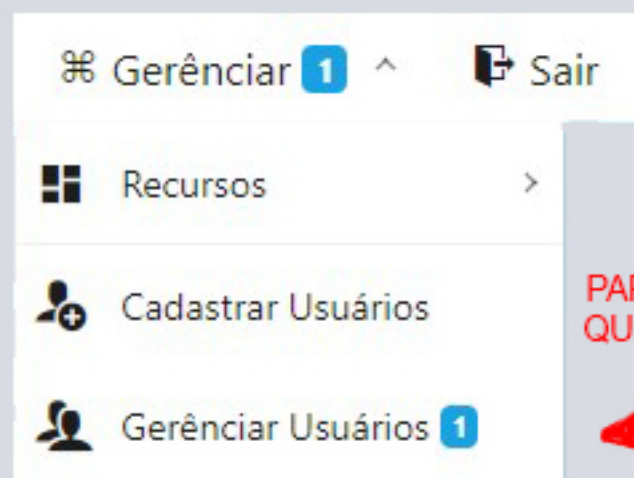 ⌘ Gerênciar 1 Sair
Recursos
Cadastrar Usuários
Gerênciar Usuários 1